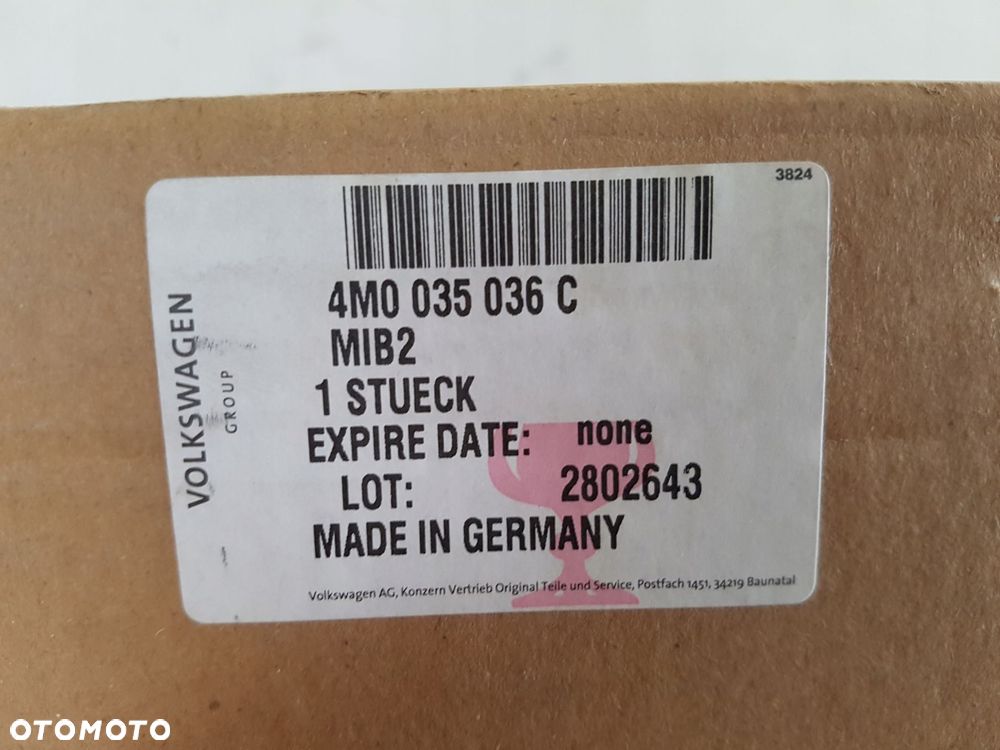 3824
4M0 035 036 C
MIB2
1 STUECK
EXPIRE DATE: none
LOT: 2802643
MADE IN GERMANY
Volkswagen AG, Konzern Vertrieb Original Teile und Service, Postfach 1451, 34219 Baunatal
VOLKSWAGEN
GROUP
OTOMOTO